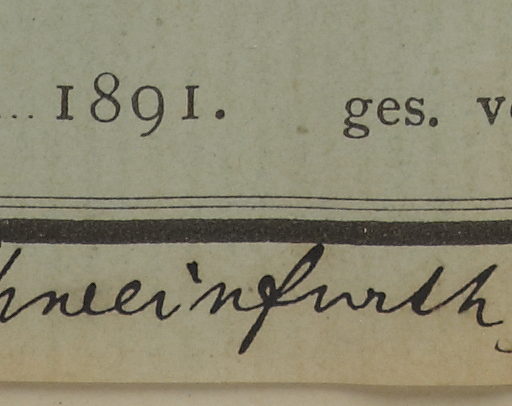 ... 1891. ges. v
hweinfurth,